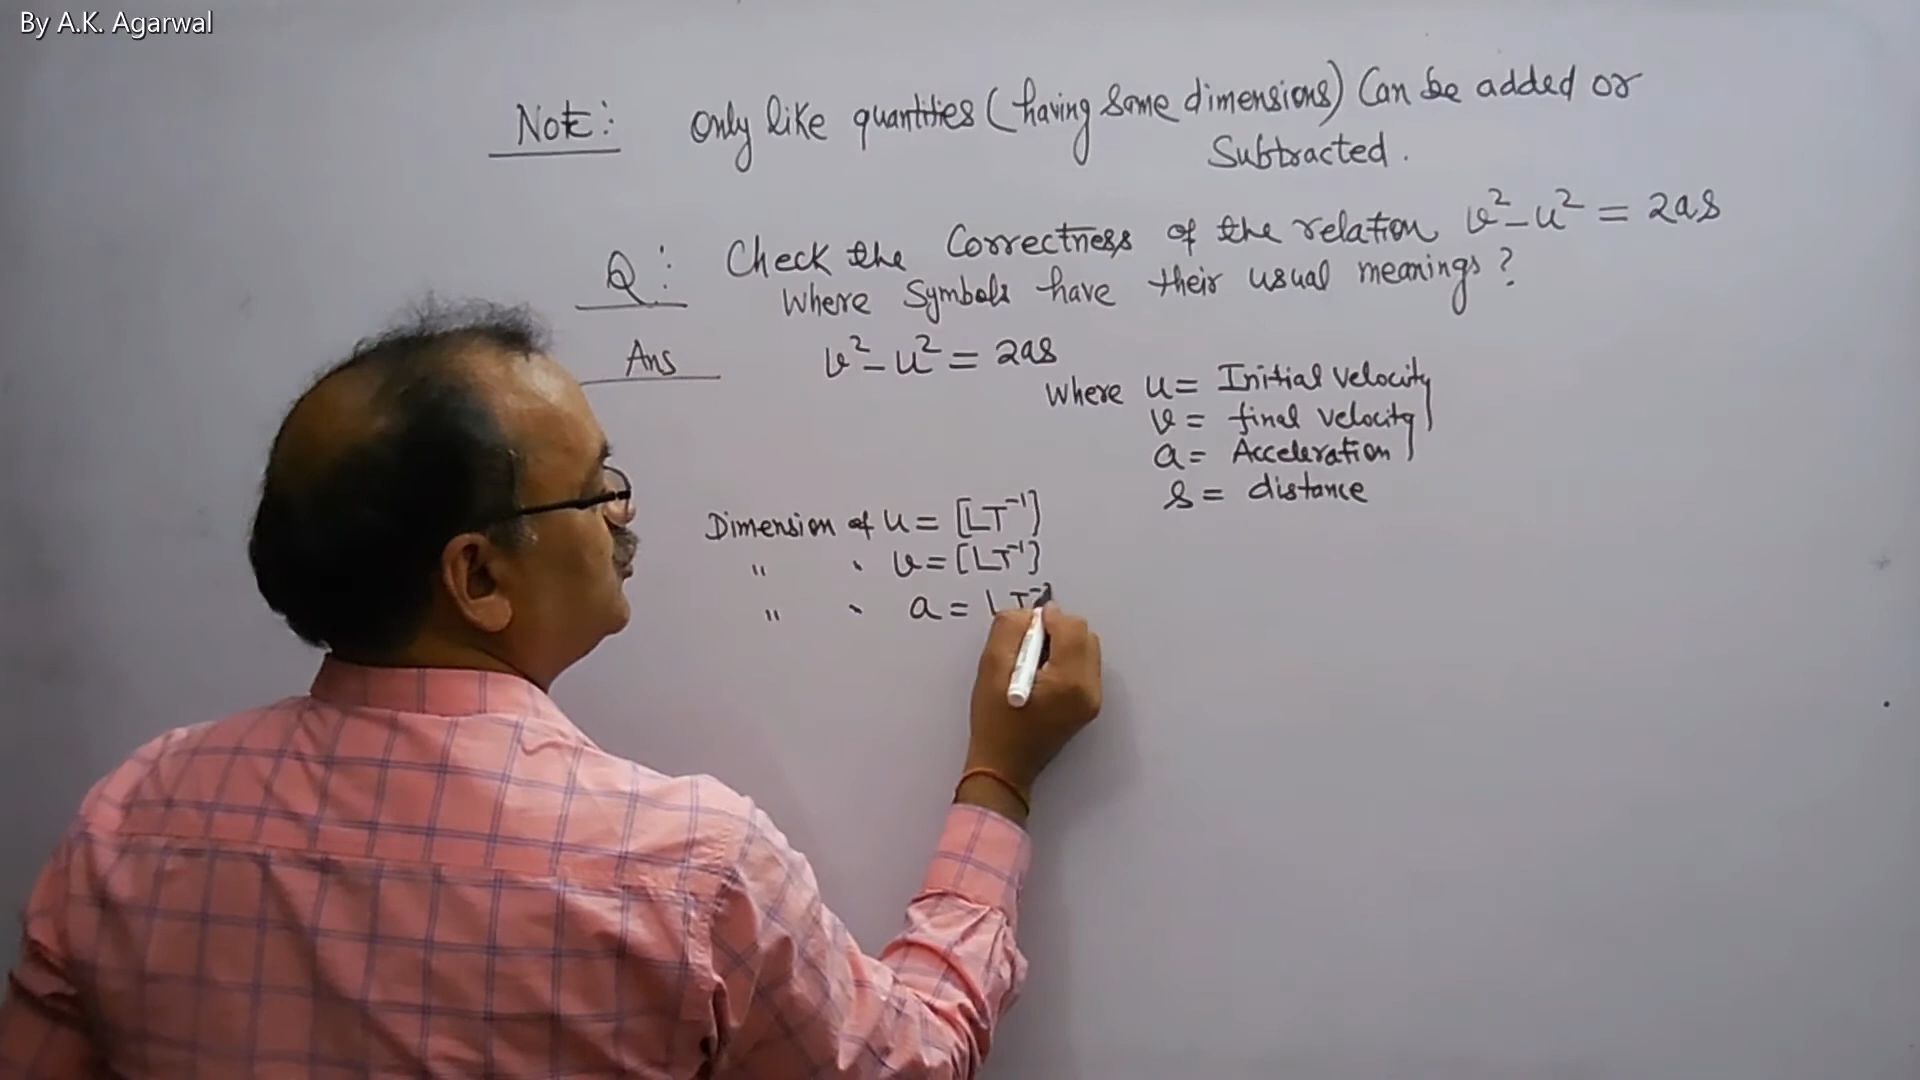 By A.K. Agarwal
Note: Only like quantities (having same dimensions) Can be added or
Subtracted.
Q: Check the Correctness of the relation v² - u² = 2as
Where Symbols have their usual meanings?
Ans v² - u² = 2as
Where u = Initial velocity
v = final velocity
a = Acceleration
s = distance
Dimension of u = [LT⁻¹]
" " v = [LT⁻¹]
" " a = LT⁻²